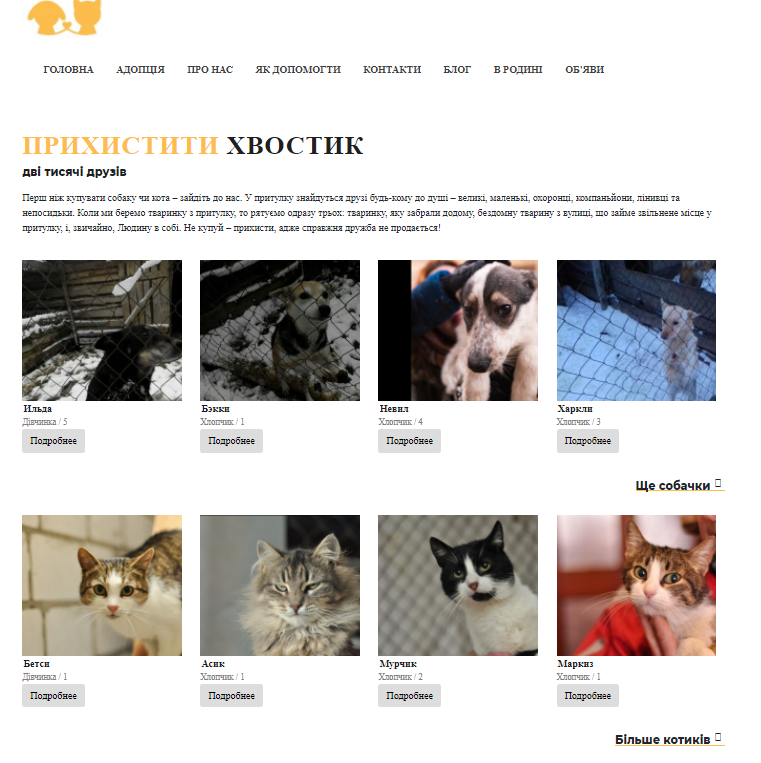 ГОЛОВНА АДОПЦІЯ ПРО НАС ЯК ДОПОМОГТИ КОНТАКТИ БЛОГ В РОДИНІ ОБ'ЯВИ
ПРИХИСТИТИ ХВОСТИК
дві тисячі друзів
Перш ніж купувати собаку чи кота – зайдіть до нас. У притулку знайдуться друзі будь-кому до душі – великі, маленькі, охоронці, компаньйони, лінивці та
непосидьки. Коли ми беремо тваринку з притулку, то рятуємо одразу трьох: тваринку, яку забрали додому, бездомну тварину з вулиці, що займе звільнене місце у
притулку, і, звичайно, Людину в собі. Не купуй – прихисти, адже справжня дружба не продається!
Ильда Бэкки Невил Харкли
Дівчинка / 5 Хлопчик / 1 Хлопчик / 4 Хлопчик / 3
Подробнее Подробнее Подробнее Подробнее
Ще собачки
Бетси Асик Мурчик Маркиз
Дівчинка / 1 Хлопчик / 1 Хлопчик / 2 Хлопчик / 1
Подробнее Подробнее Подробнее Подробнее
Більше котиків